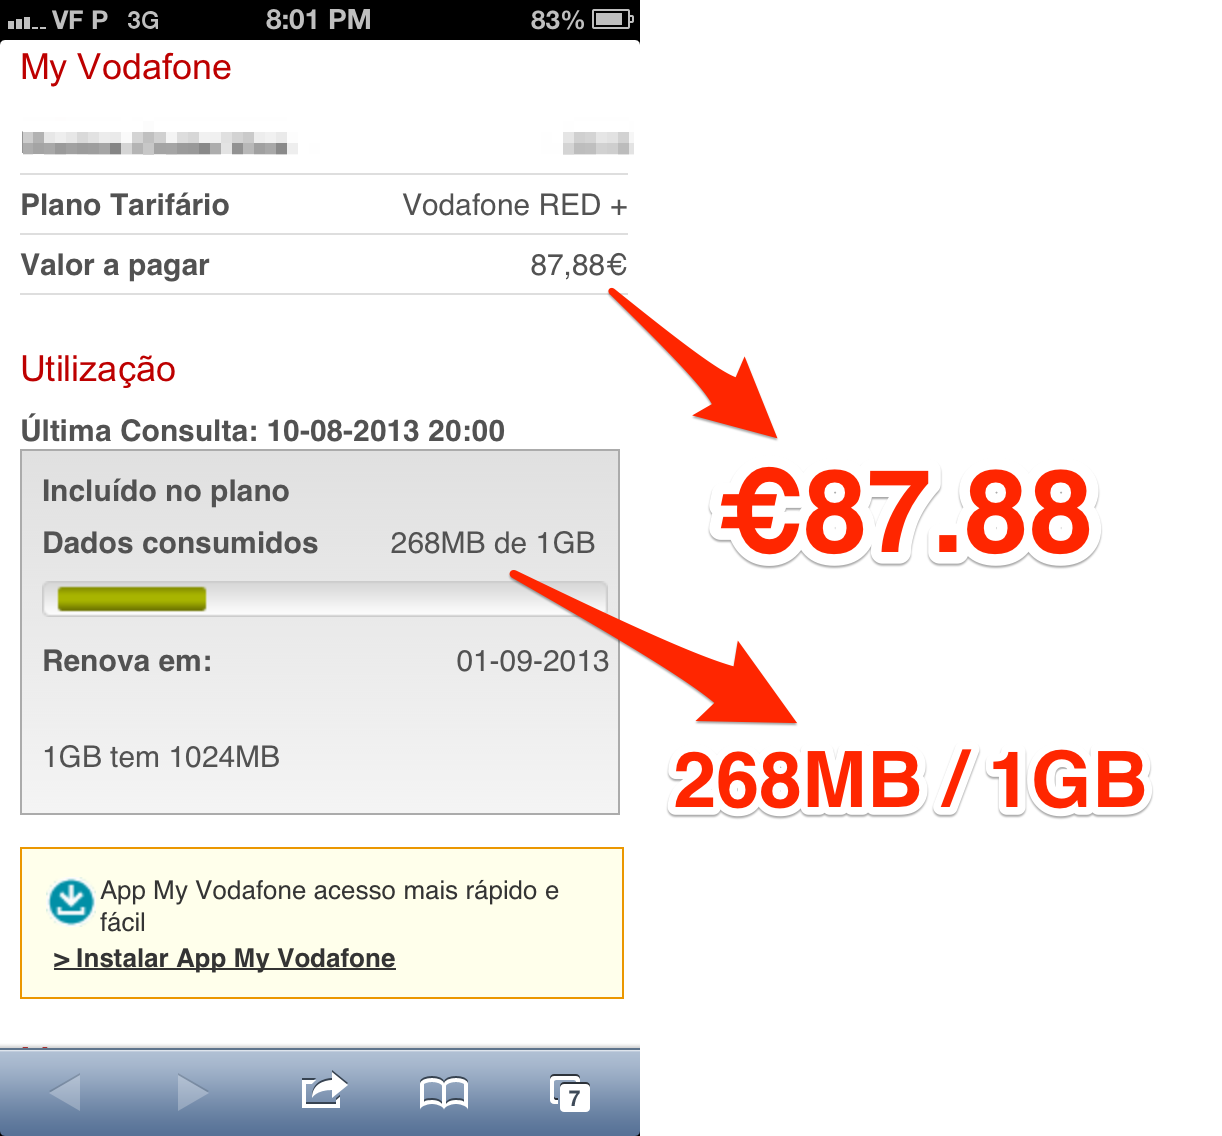 VF P 3G 8:01 PM 83%
My Vodafone
Plano Tarifário Vodafone RED +
Valor a pagar 87,88€
Utilização
Última Consulta: 10-08-2013 20:00
Incluído no plano
Dados consumidos 268MB de 1GB
Renova em: 01-09-2013
1GB tem 1024MB
App My Vodafone acesso mais rápido e
fácil
> Instalar App My Vodafone
7
€87.88
268MB / 1GB